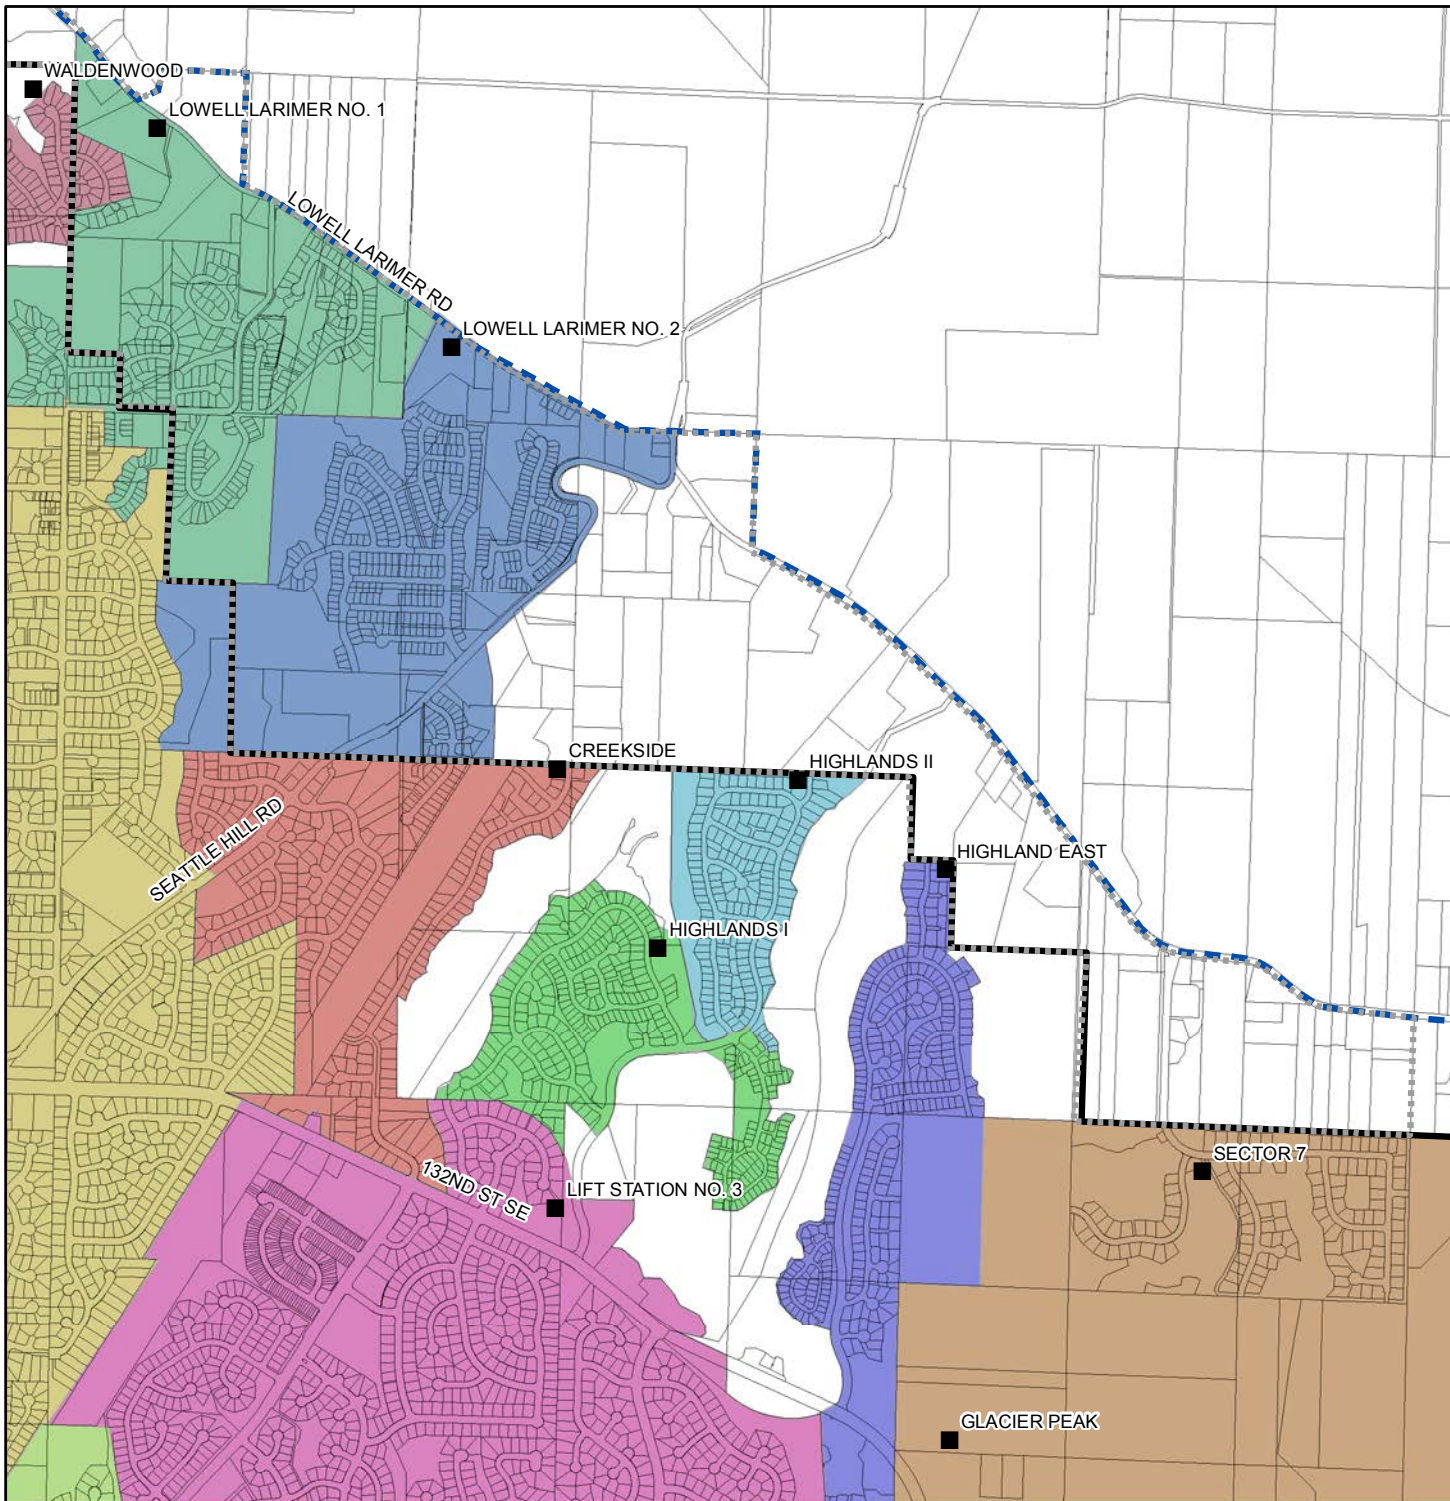 WALDENWOOD
LOWELL LARIMER NO. 1
LOWELL LARIMER RD
LOWELL LARIMER NO. 2
CREEKSIDE
HIGHLANDS II
SEATTLE HILL RD
HIGHLAND EAST
HIGHLANDS I
SECTOR 7
132ND ST SE
LIFT STATION NO. 3
GLACIER PEAK